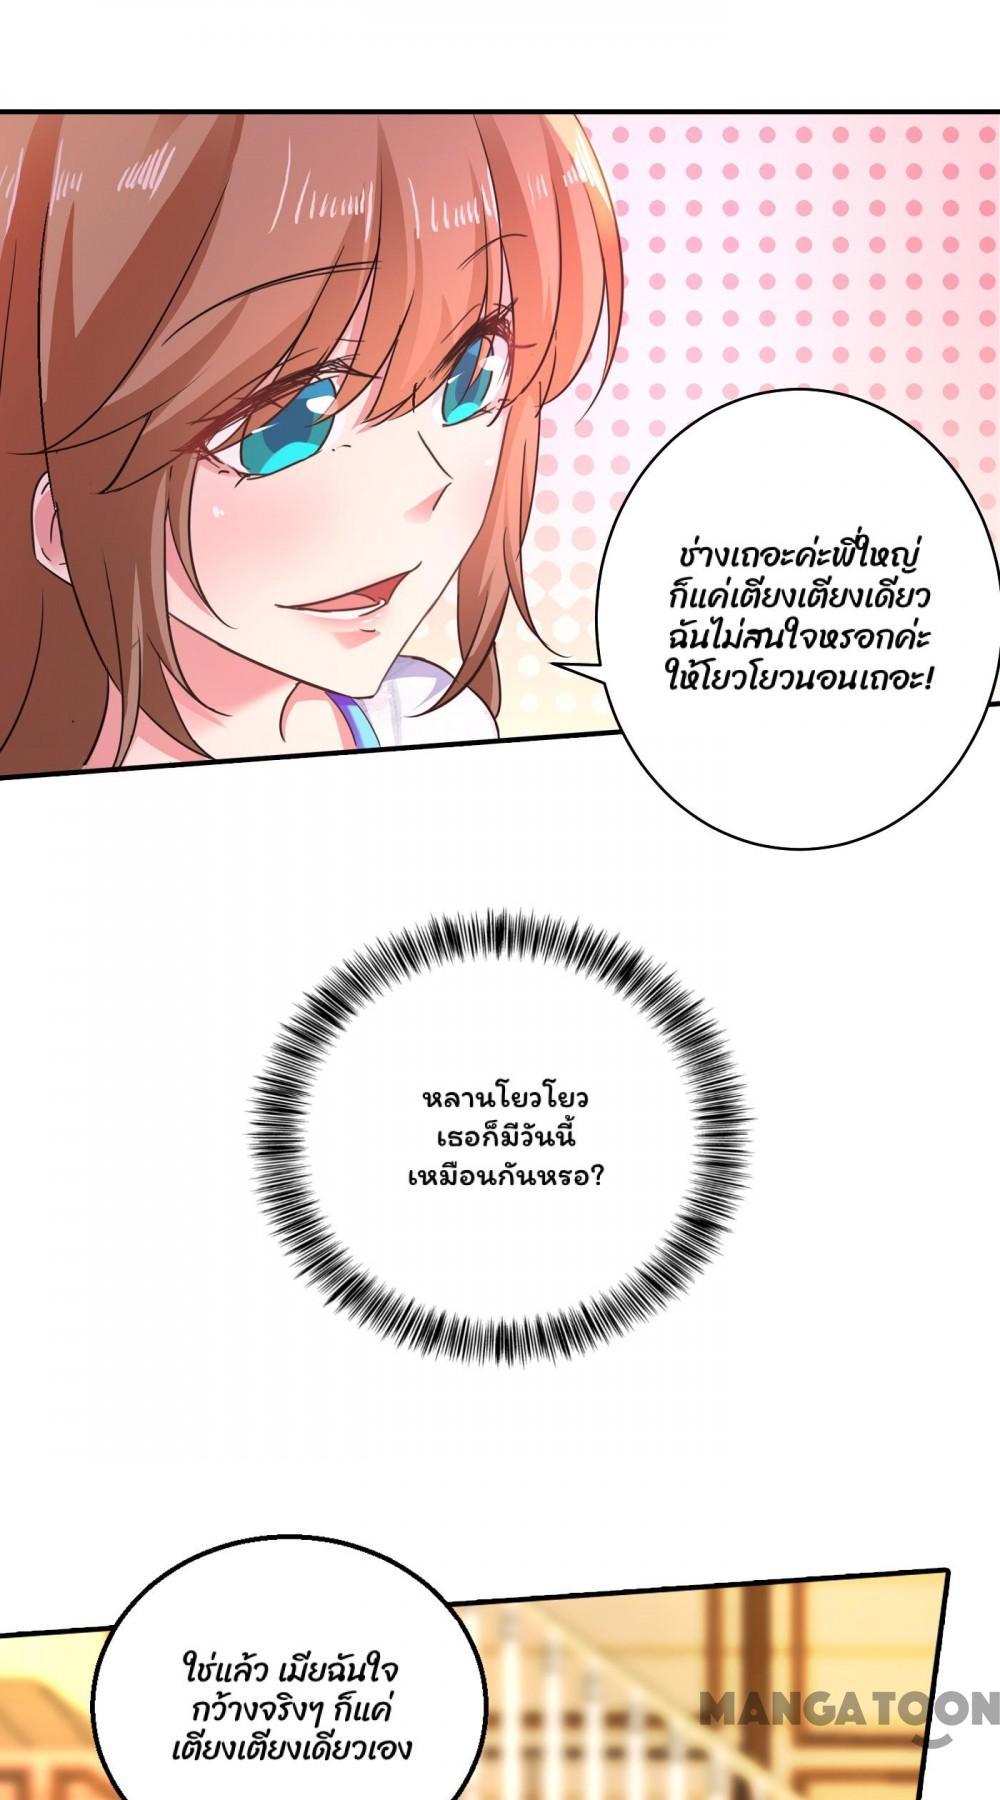 ช่างเถอะค่ะพี่ใหญ่
ก็แค่เตียงเตียงเดียว
ฉันไม่สนใจหรอกค่ะ
ให้โยวโยวนอนเถอะ!
หลานโยวโยว
เธอก็มีวันนี้
เหมือนกันหรอ?
ใช่แล้ว เมียฉันใจ
กว้างจริงๆ ก็แค่
เตียงเตียงเดียวเอง
MANGATOON